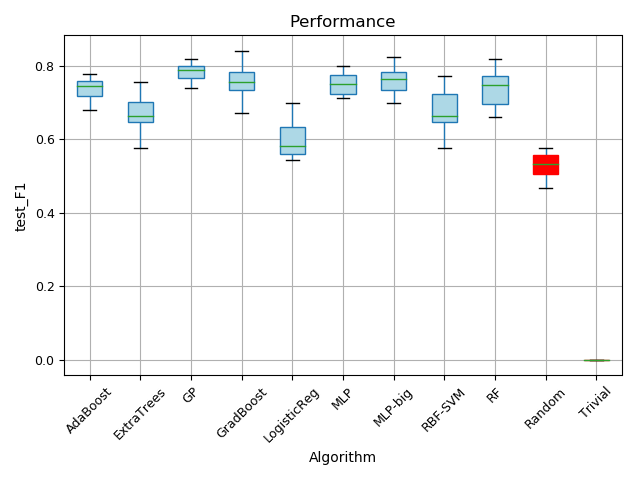 Performance
test_F1
0.8
0.6
0.4
0.2
0.0
AdaBoost
ExtraTrees
GP
GradBoost
LogisticReg
MLP
MLP-big
RBF-SVM
RF
Random
Trivial
Algorithm